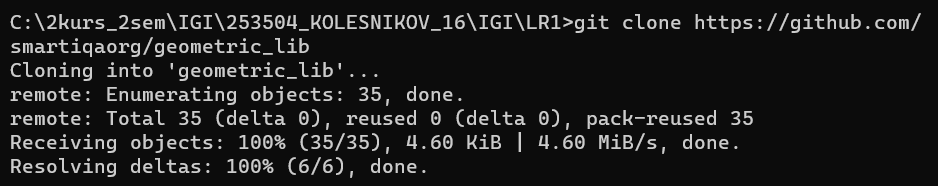 C:\2kurs_2sem\IGI\253504_KOLESNIKOV_16\IGI\LR1>git clone https://github.com/
smartiqaorg/geometric_lib
Cloning into 'geometric_lib'...
remote: Enumerating objects: 35, done.
remote: Total 35 (delta 0), reused 0 (delta 0), pack-reused 35
Receiving objects: 100% (35/35), 4.60 KiB | 4.60 MiB/s, done.
Resolving deltas: 100% (6/6), done.